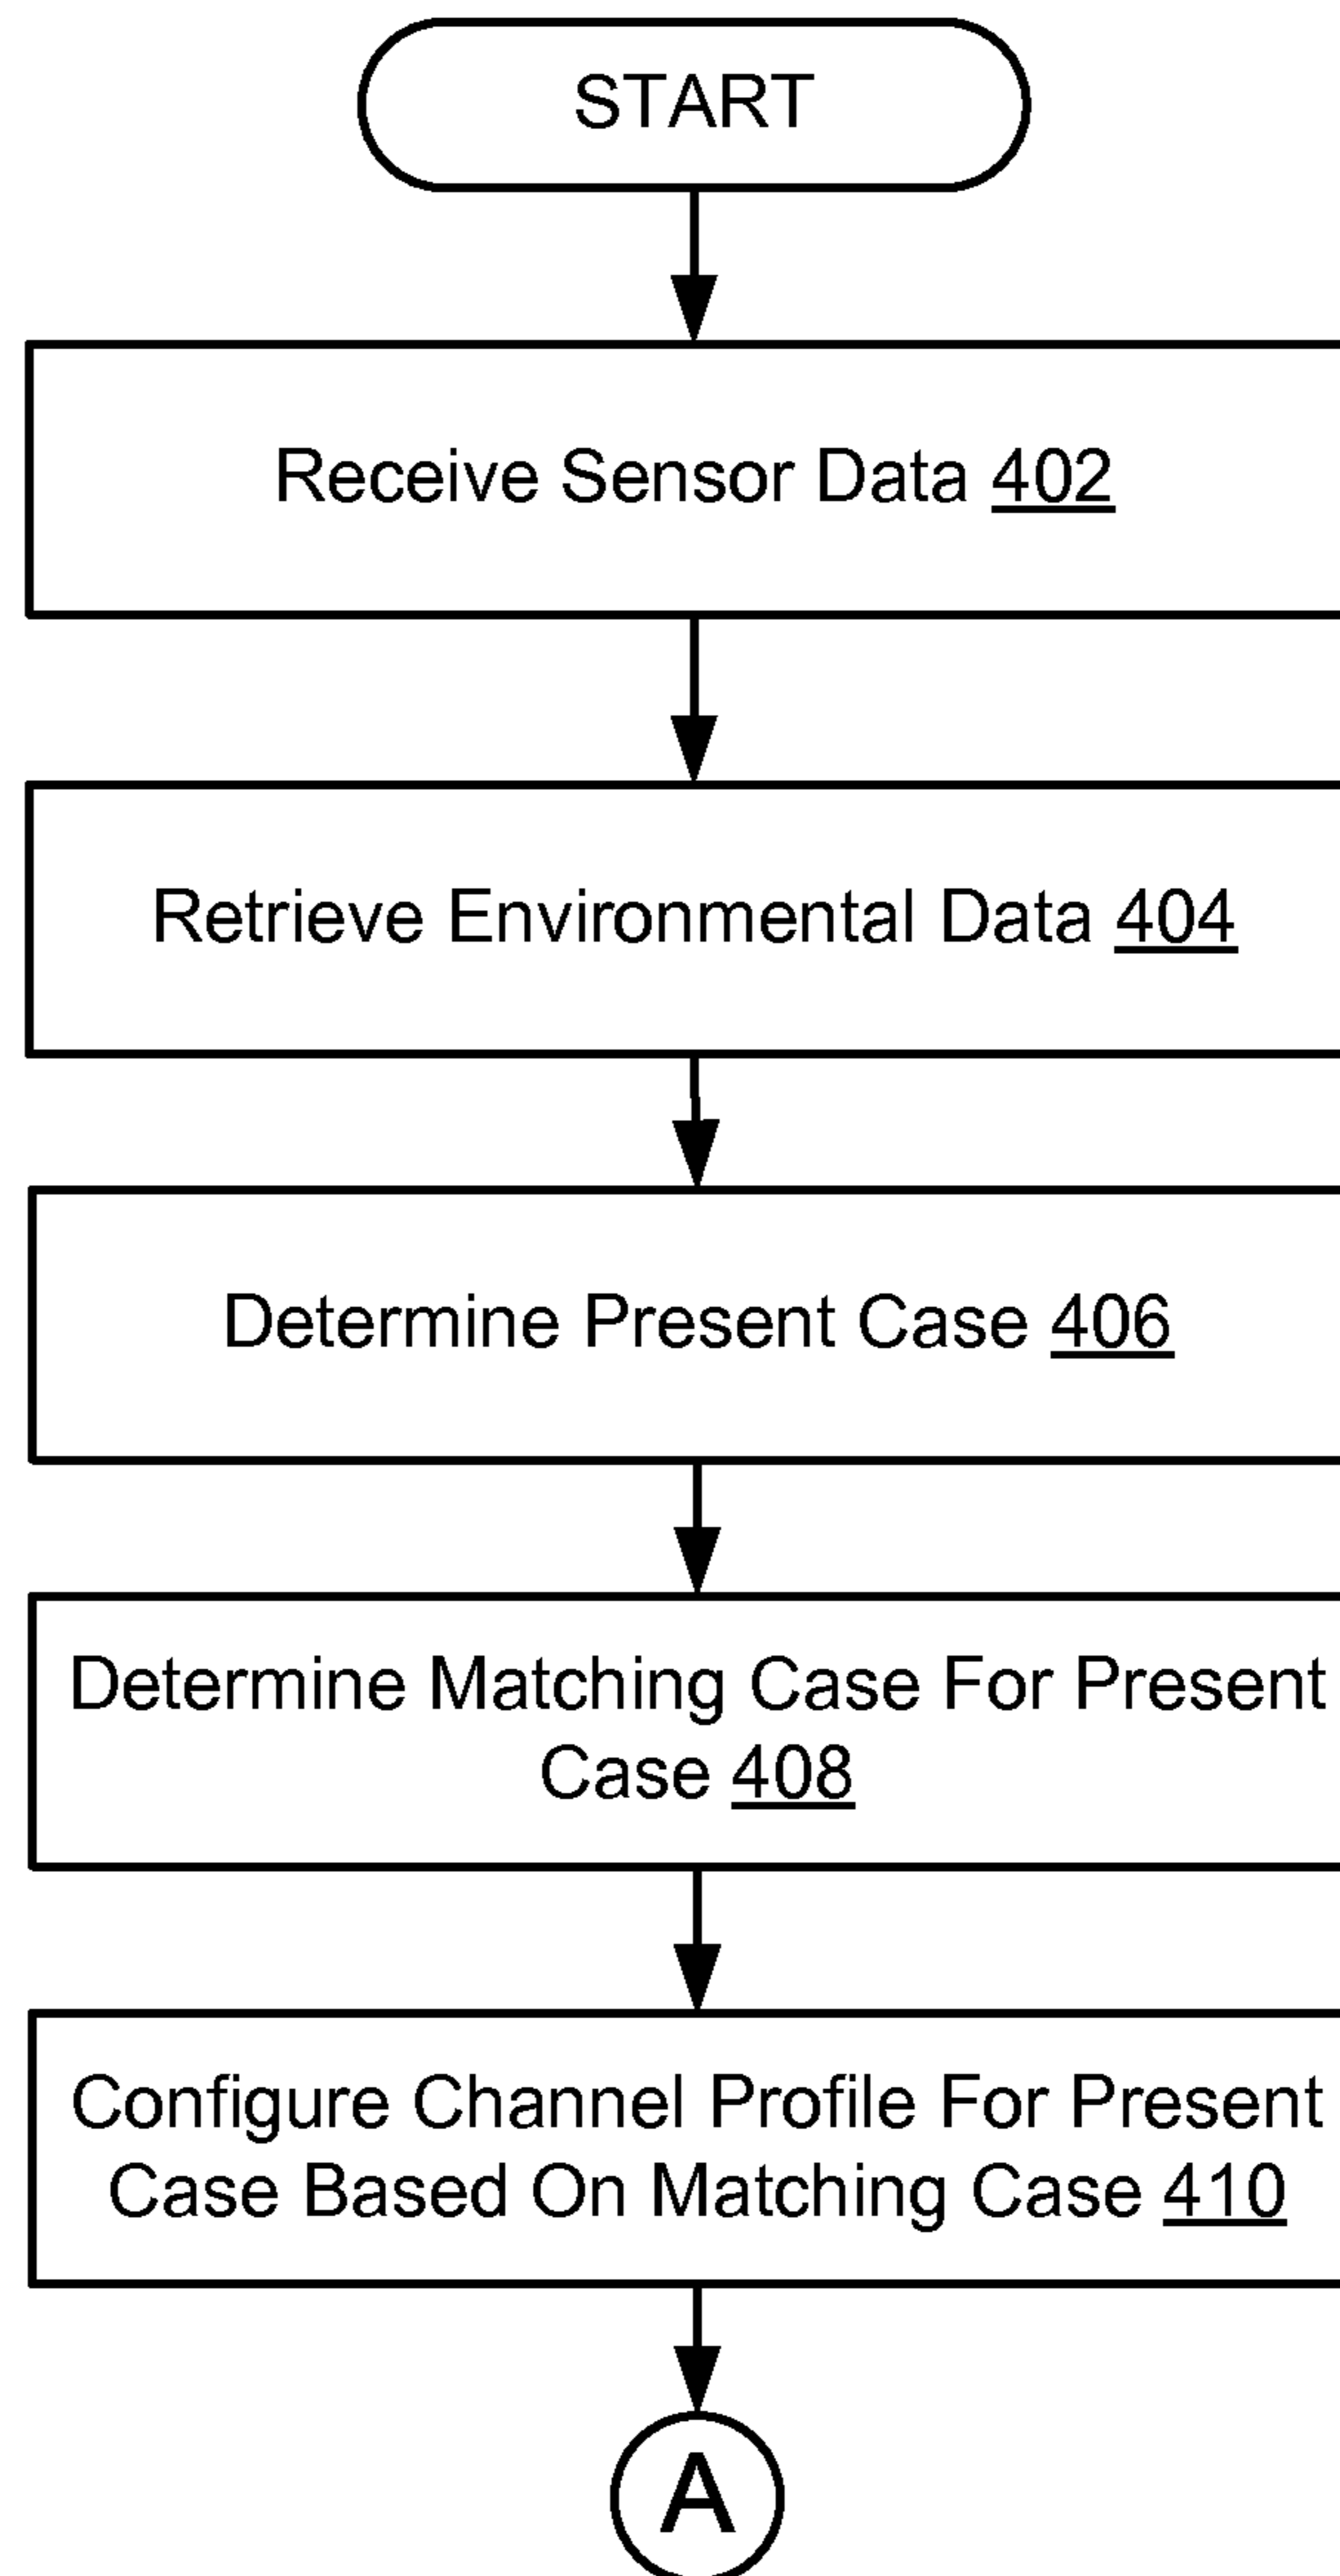 START
Receive Sensor Data 402
Retrieve Environmental Data 404
Determine Present Case 406
Determine Matching Case For Present
Case 408
Configure Channel Profile For Present
Case Based On Matching Case 410
A